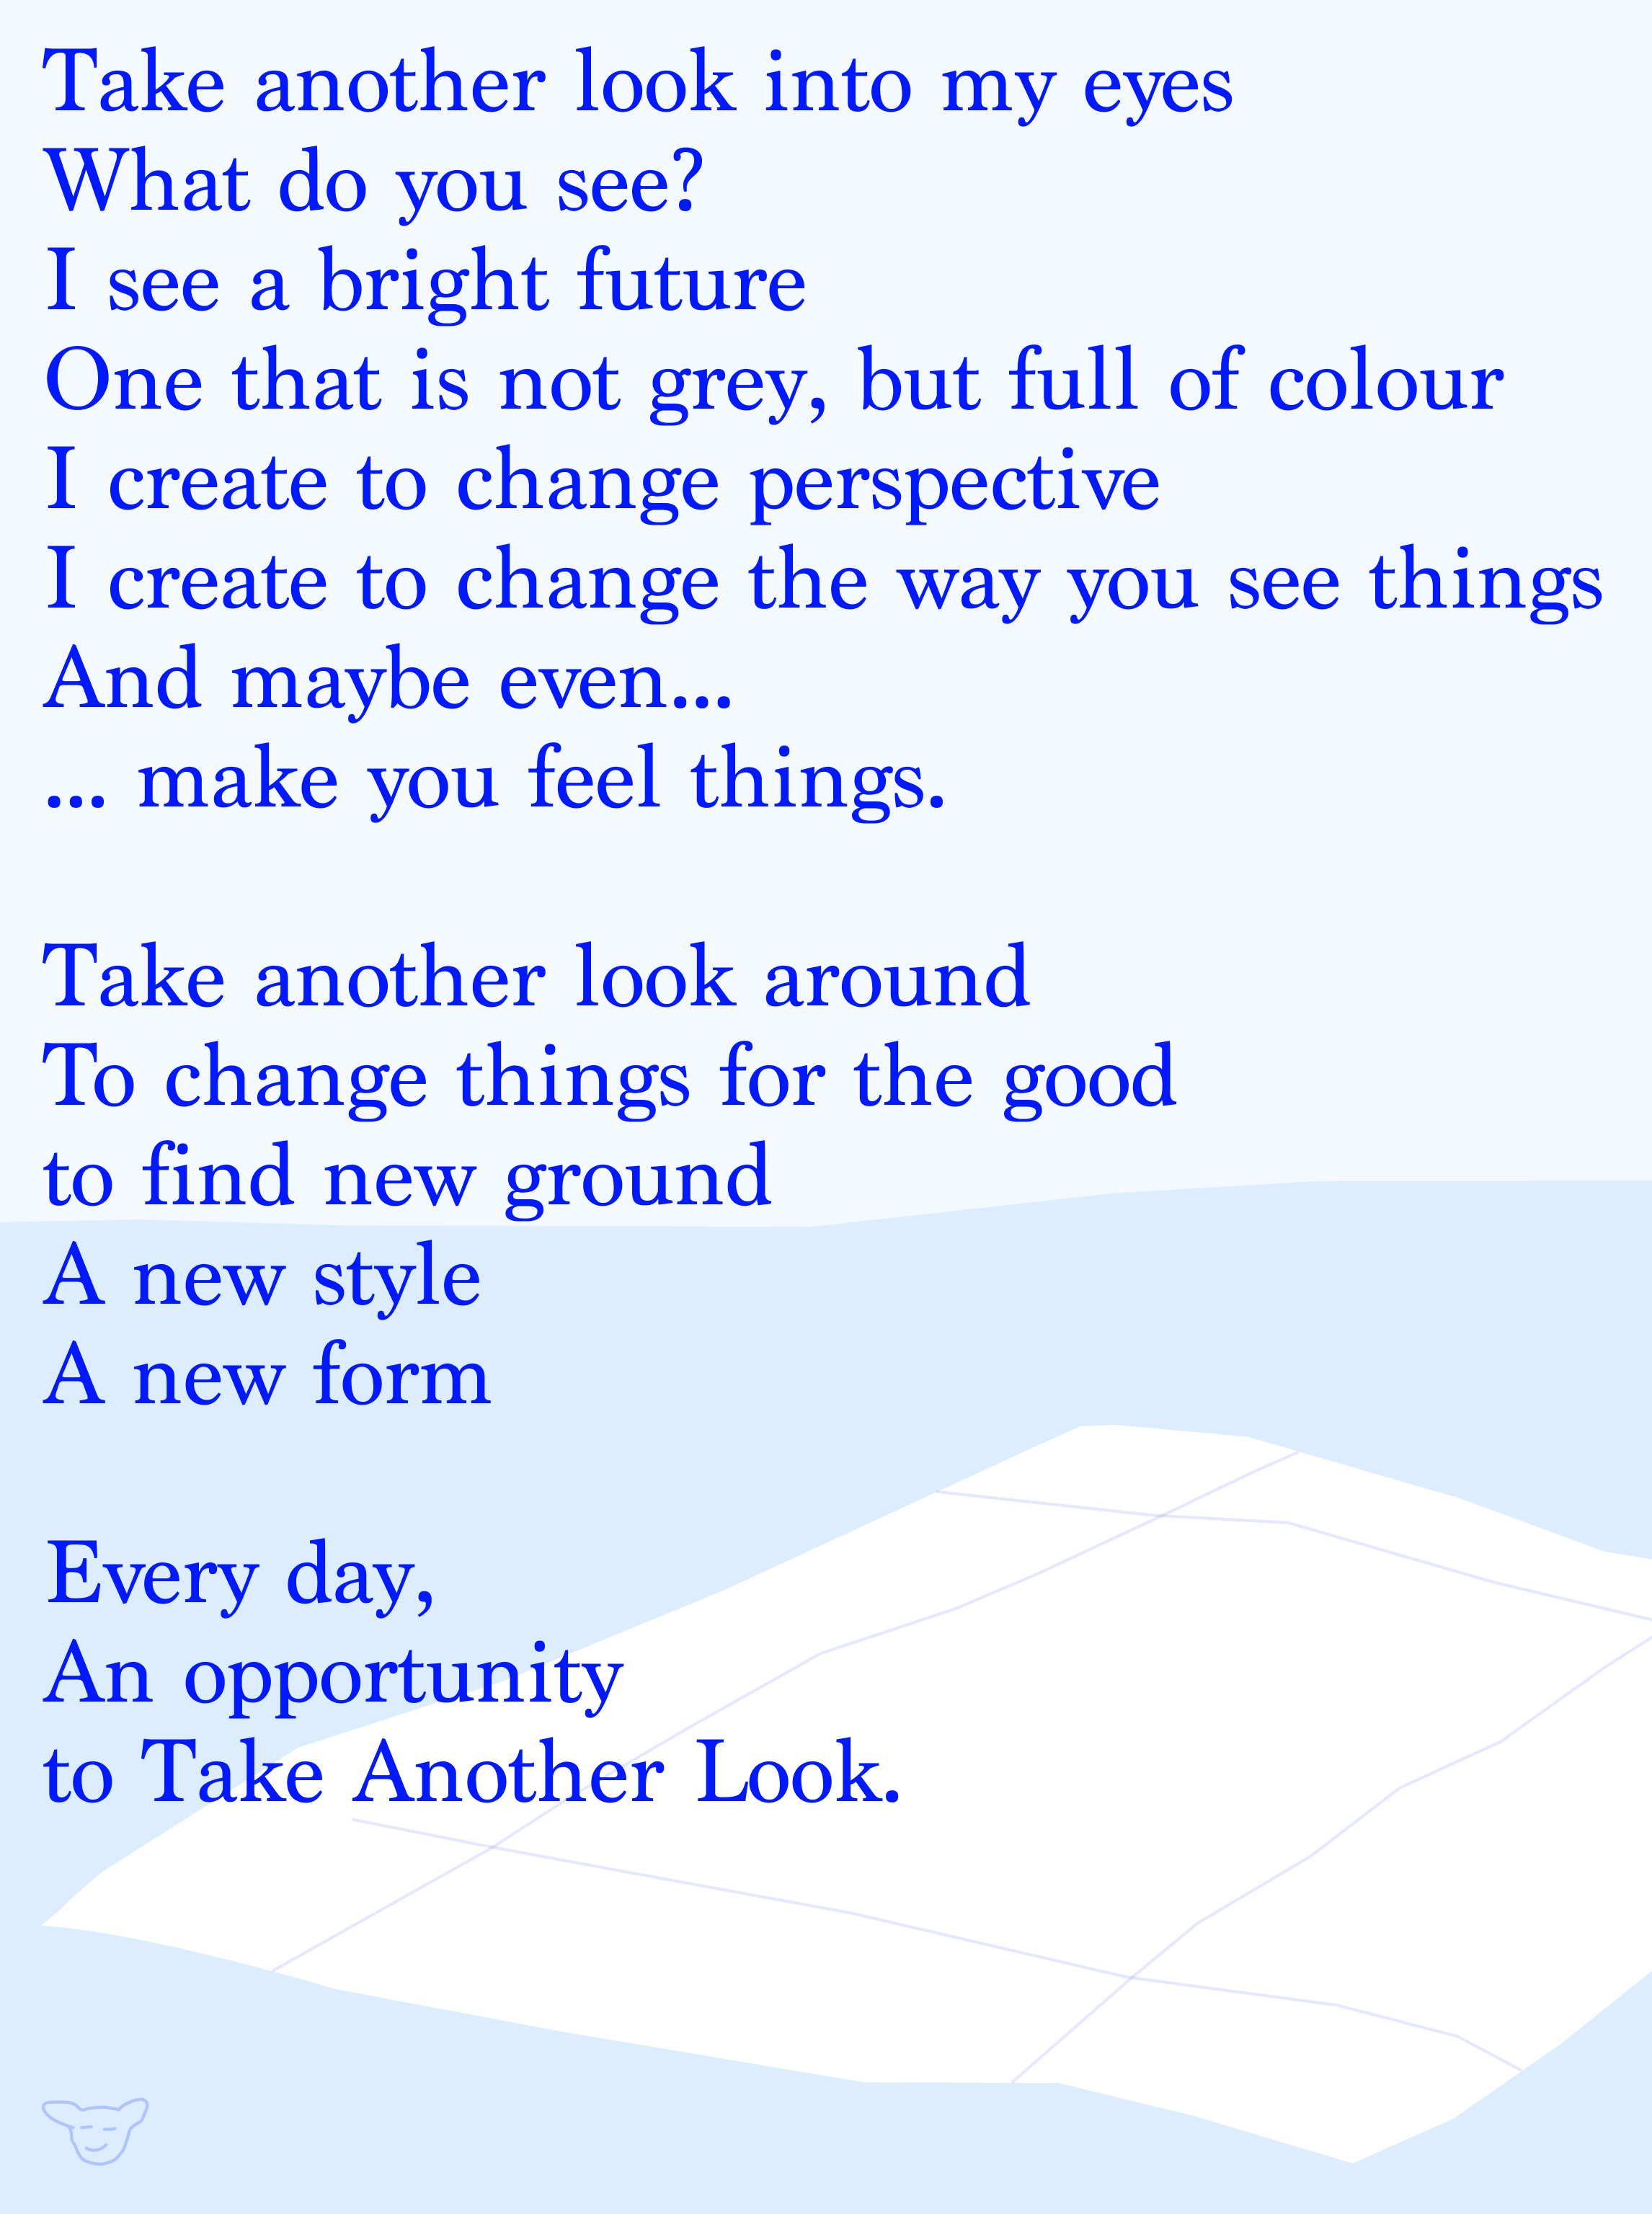 Take another look into my eyes
What do you see?
I see a bright future
One that is not grey, but full of colour
I create to change perspective
I create to change the way you see things
And maybe even...
... make you feel things.
Take another look around
To change things for the good
to find new ground
A new style
A new form
Every day,
An opportunity
to Take Another Look.